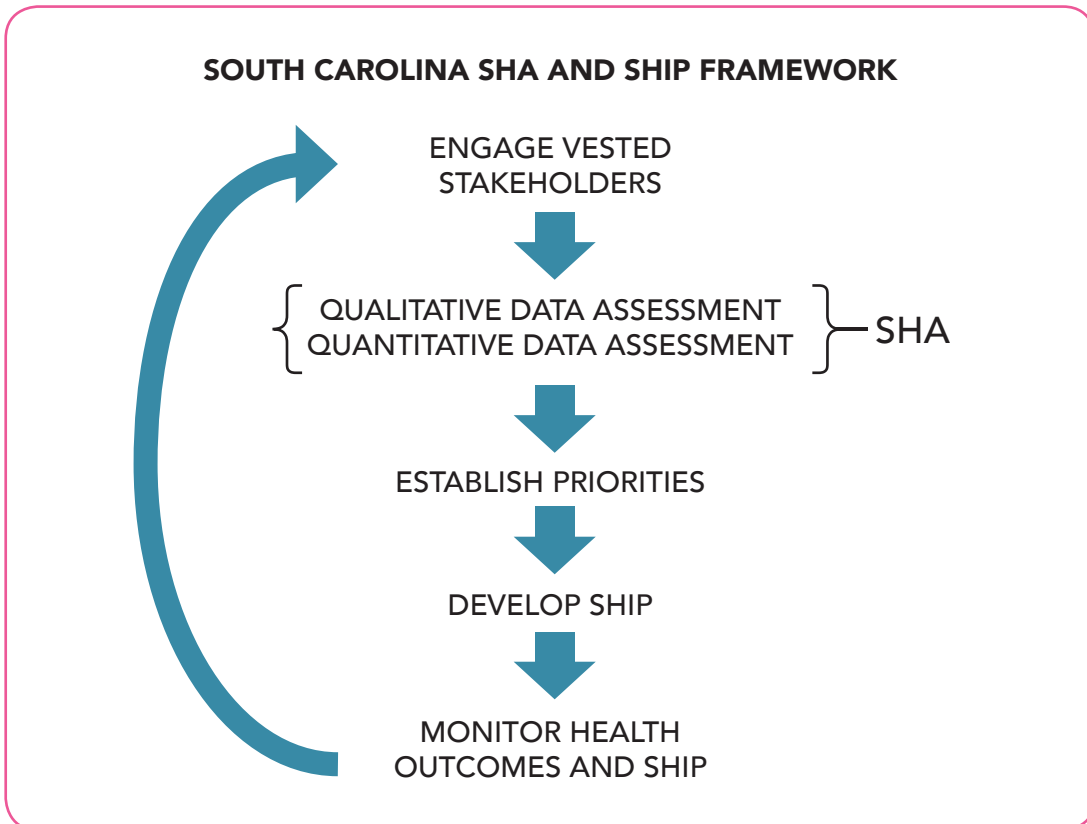 SOUTH CAROLINA SHA AND SHIP FRAMEWORK
ENGAGE VESTED
STAKEHOLDERS
QUALITATIVE DATA ASSESSMENT
QUANTITATIVE DATA ASSESSMENT
SHA
ESTABLISH PRIORITIES
DEVELOP SHIP
MONITOR HEALTH
OUTCOMES AND SHIP